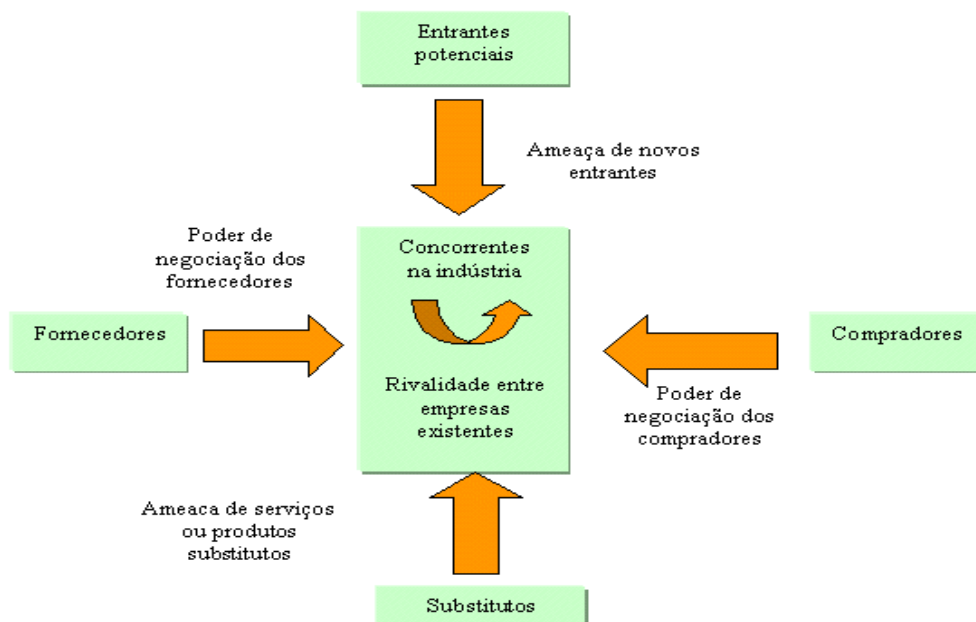 Entrantes
potenciais
Ameaça de novos
entrantes
Poder de
negociação dos
fornecedores
Concorrentes
na indústria
Fornecedores
Compradores
Rivalidade entre
empresas
existentes
Poder de
negociação dos
compradores
Ameaca de serviços
ou produtos
substitutos
Substitutos